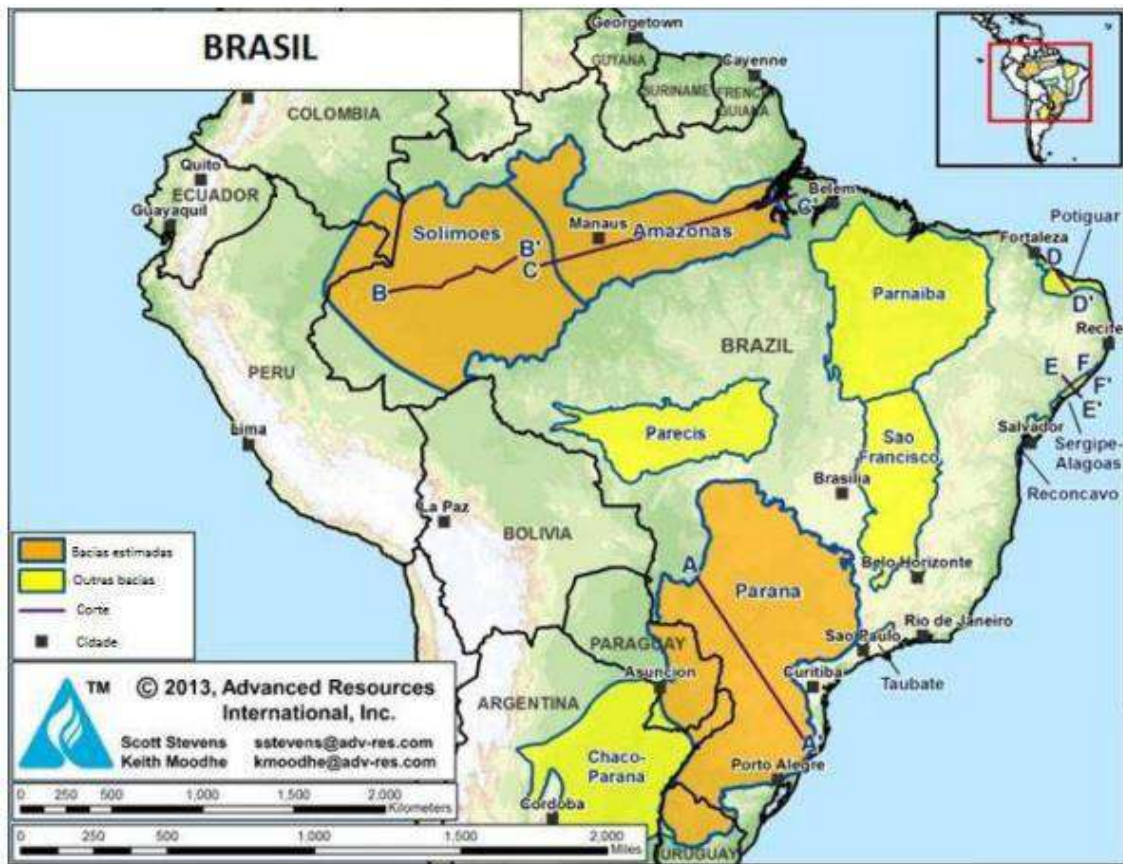 BRASIL
Georgetown
GUYANA
Cayenne
SURINAME
FRENCH
GUIANA
COLOMBIA
Quito
ECUADOR
Guayaquil
Belem
C'
Manaus
Amazonas
Solimoes
B'
C
B
Potiguar
Fortaleza
D
D'
Parnaiba
Recife
BRAZIL
PERU
E
F
F'
E'
Lima
Parecis
Sao
Francisco
Salvador
Sergipe-
Alagoas
Brasilia
Reconcavo
La Paz
BOLIVIA
Bacias estimadas
Outras bacias
Corte
Cidade
Belo Horizonte
A
Parana
Rio de Janeiro
Sao Paulo
PARAGUAY
Asuncion
Curitiba
Taubate
ARGENTINA
A'
Chaco-
Parana
Porto Alegre
Cordoba
URUGUAY
TM © 2013, Advanced Resources
International, Inc.
Scott Stevens sstevens@adv-res.com
Keith Moodhe kmoodhe@adv-res.com
0 250 500 1,000 1,500 2,000
Kilometers
0 250 500 1,000 1,500 2,000
Miles